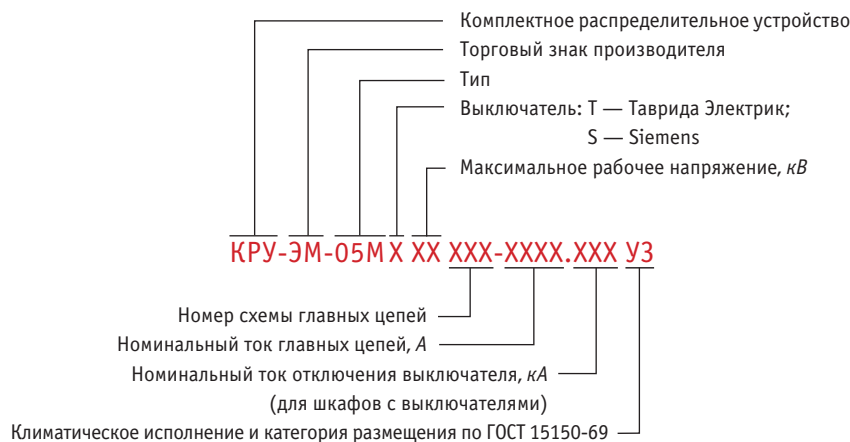 Комплектное распределительное устройство
Торговый знак производителя
Тип
Выключатель: Т — Таврида Электрик;
S — Siemens
Максимальное рабочее напряжение, кВ
КРУ-ЭМ-05М Х ХХ ХХХ-ХХХХ.ХХХ У3
Номер схемы главных цепей
Номинальный ток главных цепей, А
Номинальный ток отключения выключателя, кА
(для шкафов с выключателями)
Климатическое исполнение и категория размещения по ГОСТ 15150-69